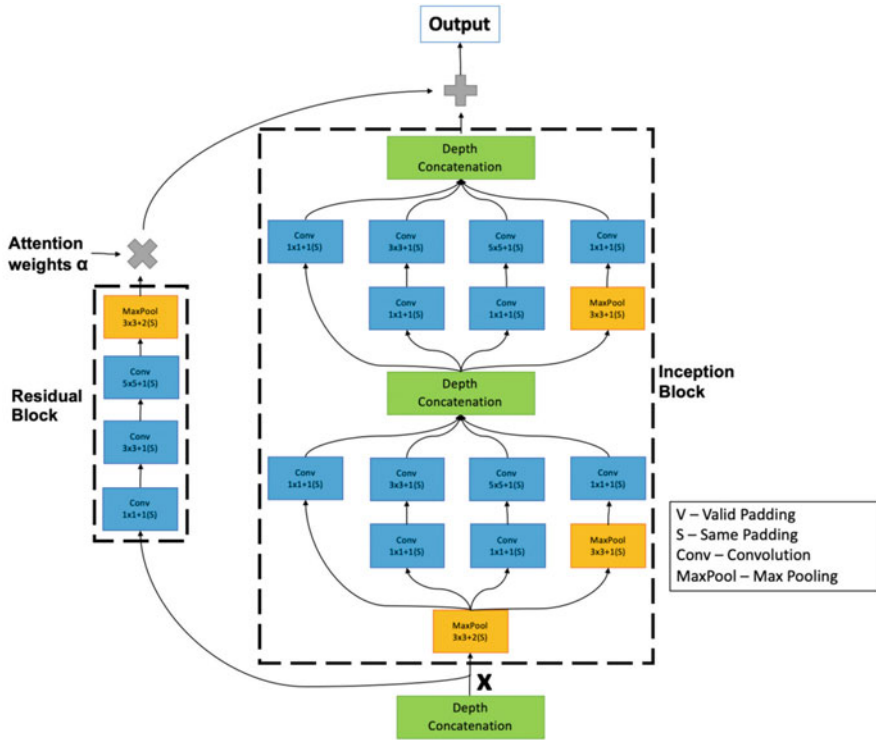 Output
Depth
Concatenation
Conv
1x1+1(S)
Conv
3x3+1(S)
Conv
5x5+1(S)
Conv
1x1+1(S)
Attention
weights α
Conv
1x1+1(S)
Conv
1x1+1(S)
MaxPool
3x3+1(S)
MaxPool
3x3+2(S)
Conv
5x5+1(S)
Conv
3x3+1(S)
Conv
1x1+1(S)
Residual
Block
Depth
Concatenation
Inception
Block
Conv
1x1+1(S)
Conv
3x3+1(S)
Conv
5x5+1(S)
Conv
1x1+1(S)
Conv
1x1+1(S)
Conv
1x1+1(S)
MaxPool
3x3+1(S)
MaxPool
3x3+2(S)
X
Depth
Concatenation
V – Valid Padding
S – Same Padding
Conv – Convolution
MaxPool – Max Pooling